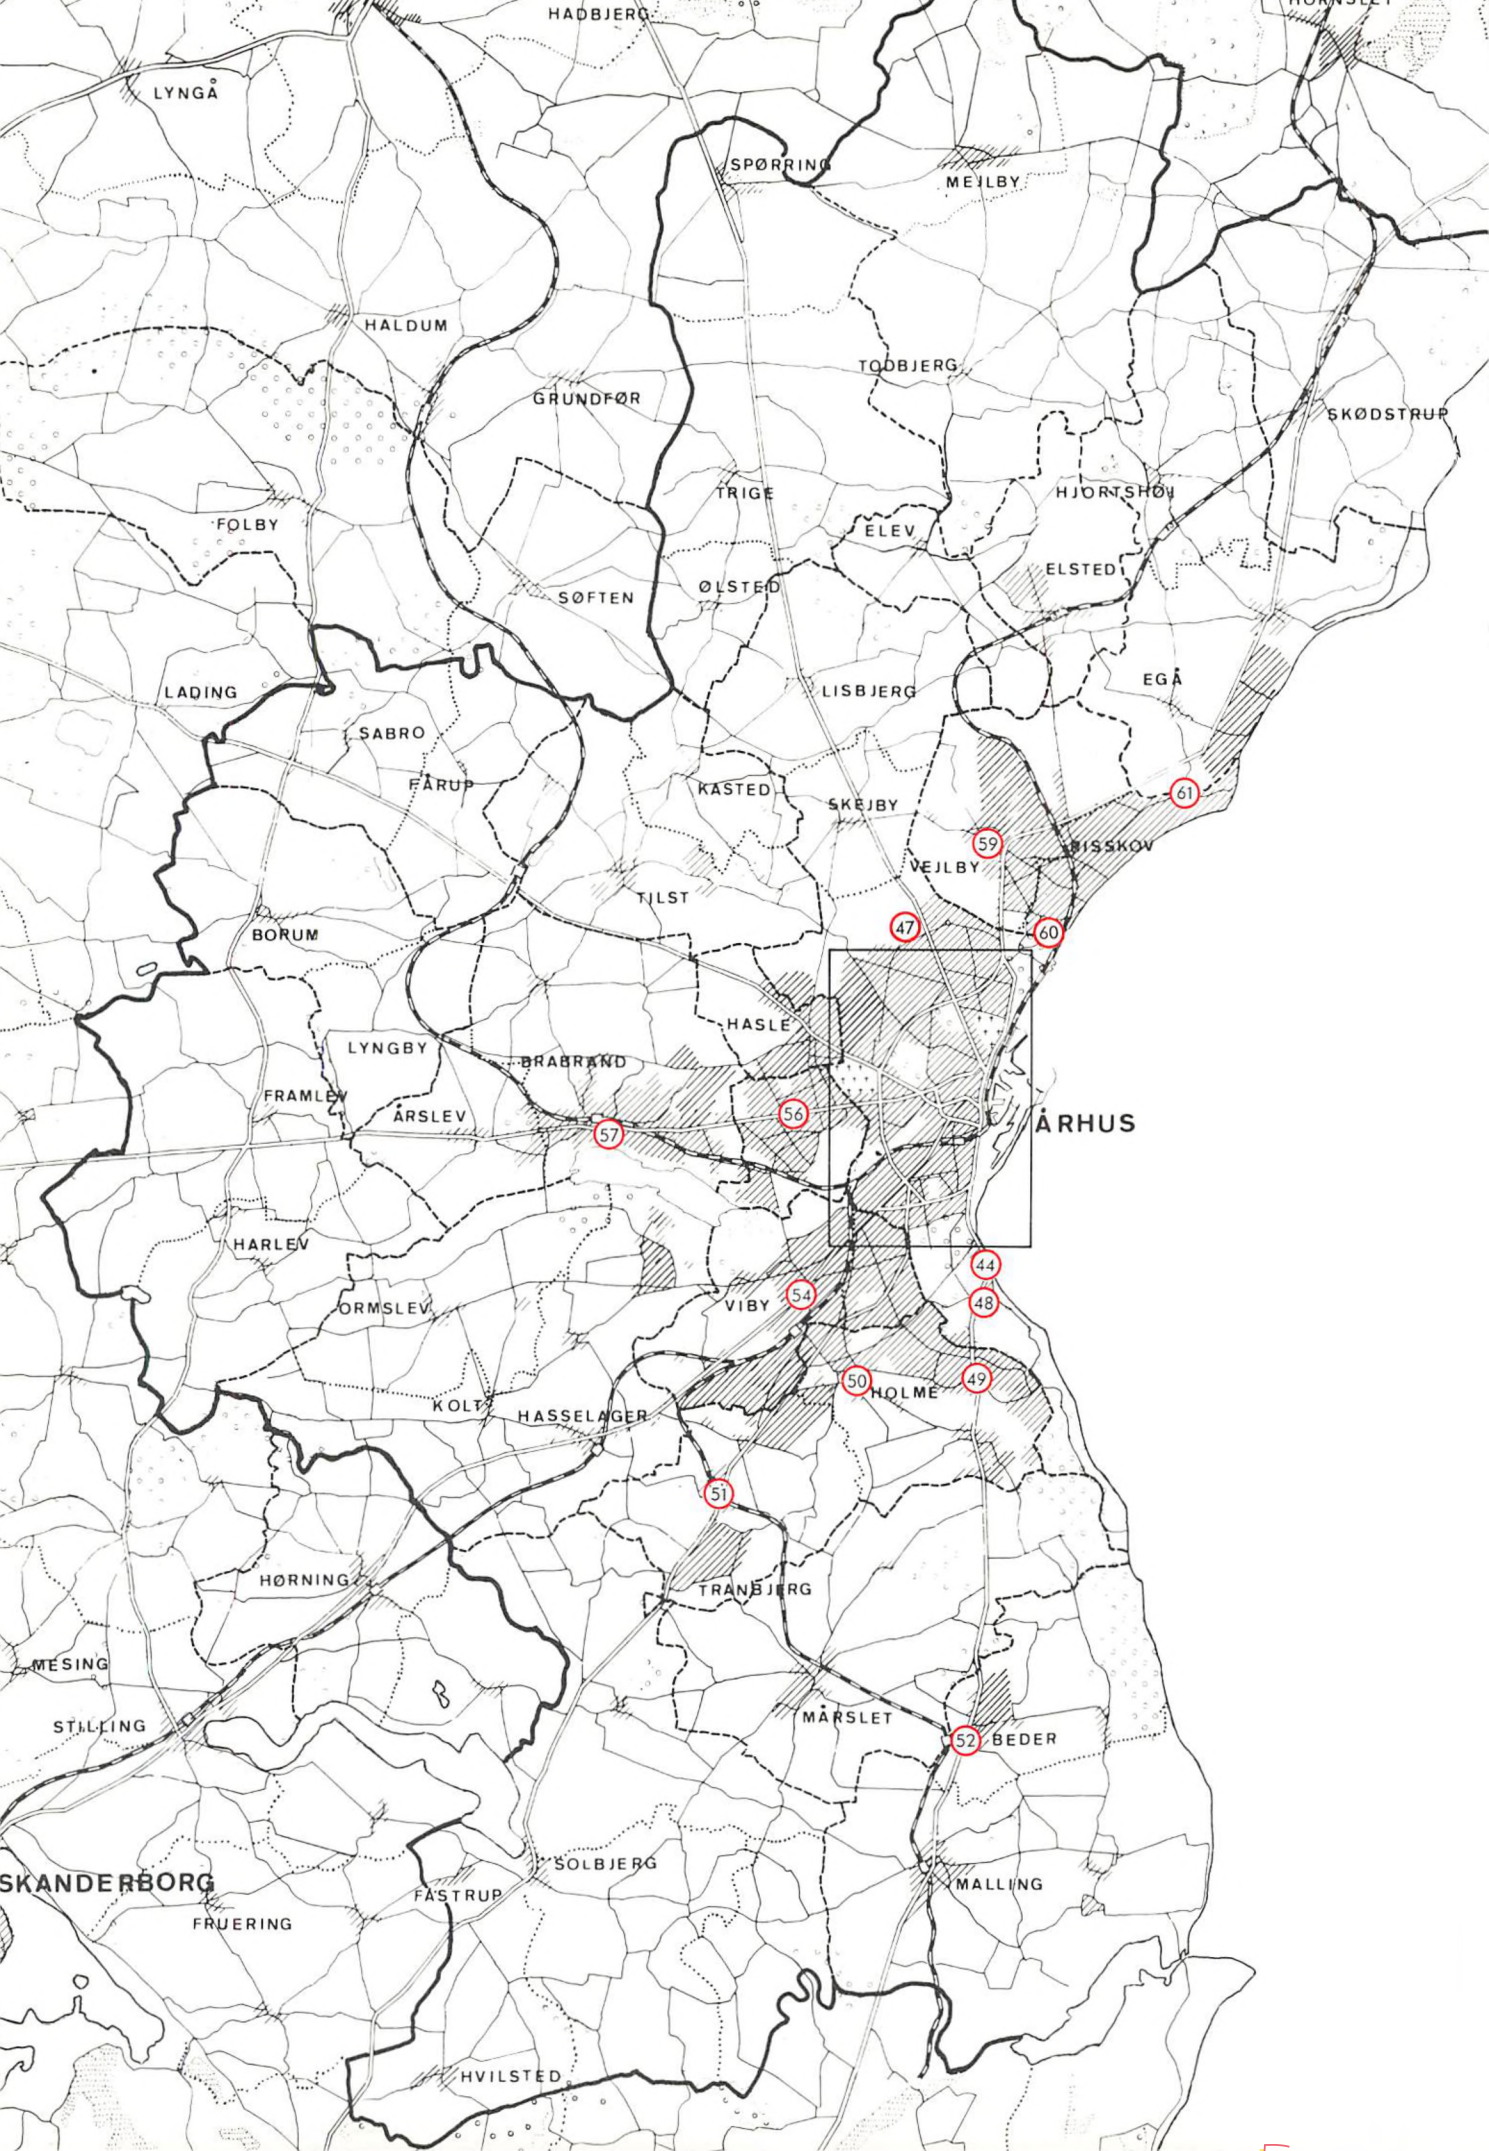 HADBJERG
LYNGÅ
SPØRRING
MEJLBY
HALDUM
TODBJERG
GRUNDFØR
SKØDSTRUP
TRIGE
HJORTSHØJ
FOLBY
ELEV
ELSTED
ØLSTED
SØFTEN
EGÅ
LADING
LISBJERG
SABRO
FÅRUP
KASTED
61
SKEJBY
59
RISSKOV
VEJLBY
TILST
47
60
BORUM
HASLE
LYNGBY
BRABRAND
FRAMLEV
ÅRSLEV
56
ÅRHUS
57
HARLEV
44
54
48
ORMSLEV
VIBY
50
49
HOLME
KOLT
HASSELAGER
51
HØRNING
TRANBJERG
MESING
MÅRSLET
STILLING
52
BEDER
SOLBJERG
SKANDERBORG
MALLING
FASTRUP
FRUERING
HVILSTED